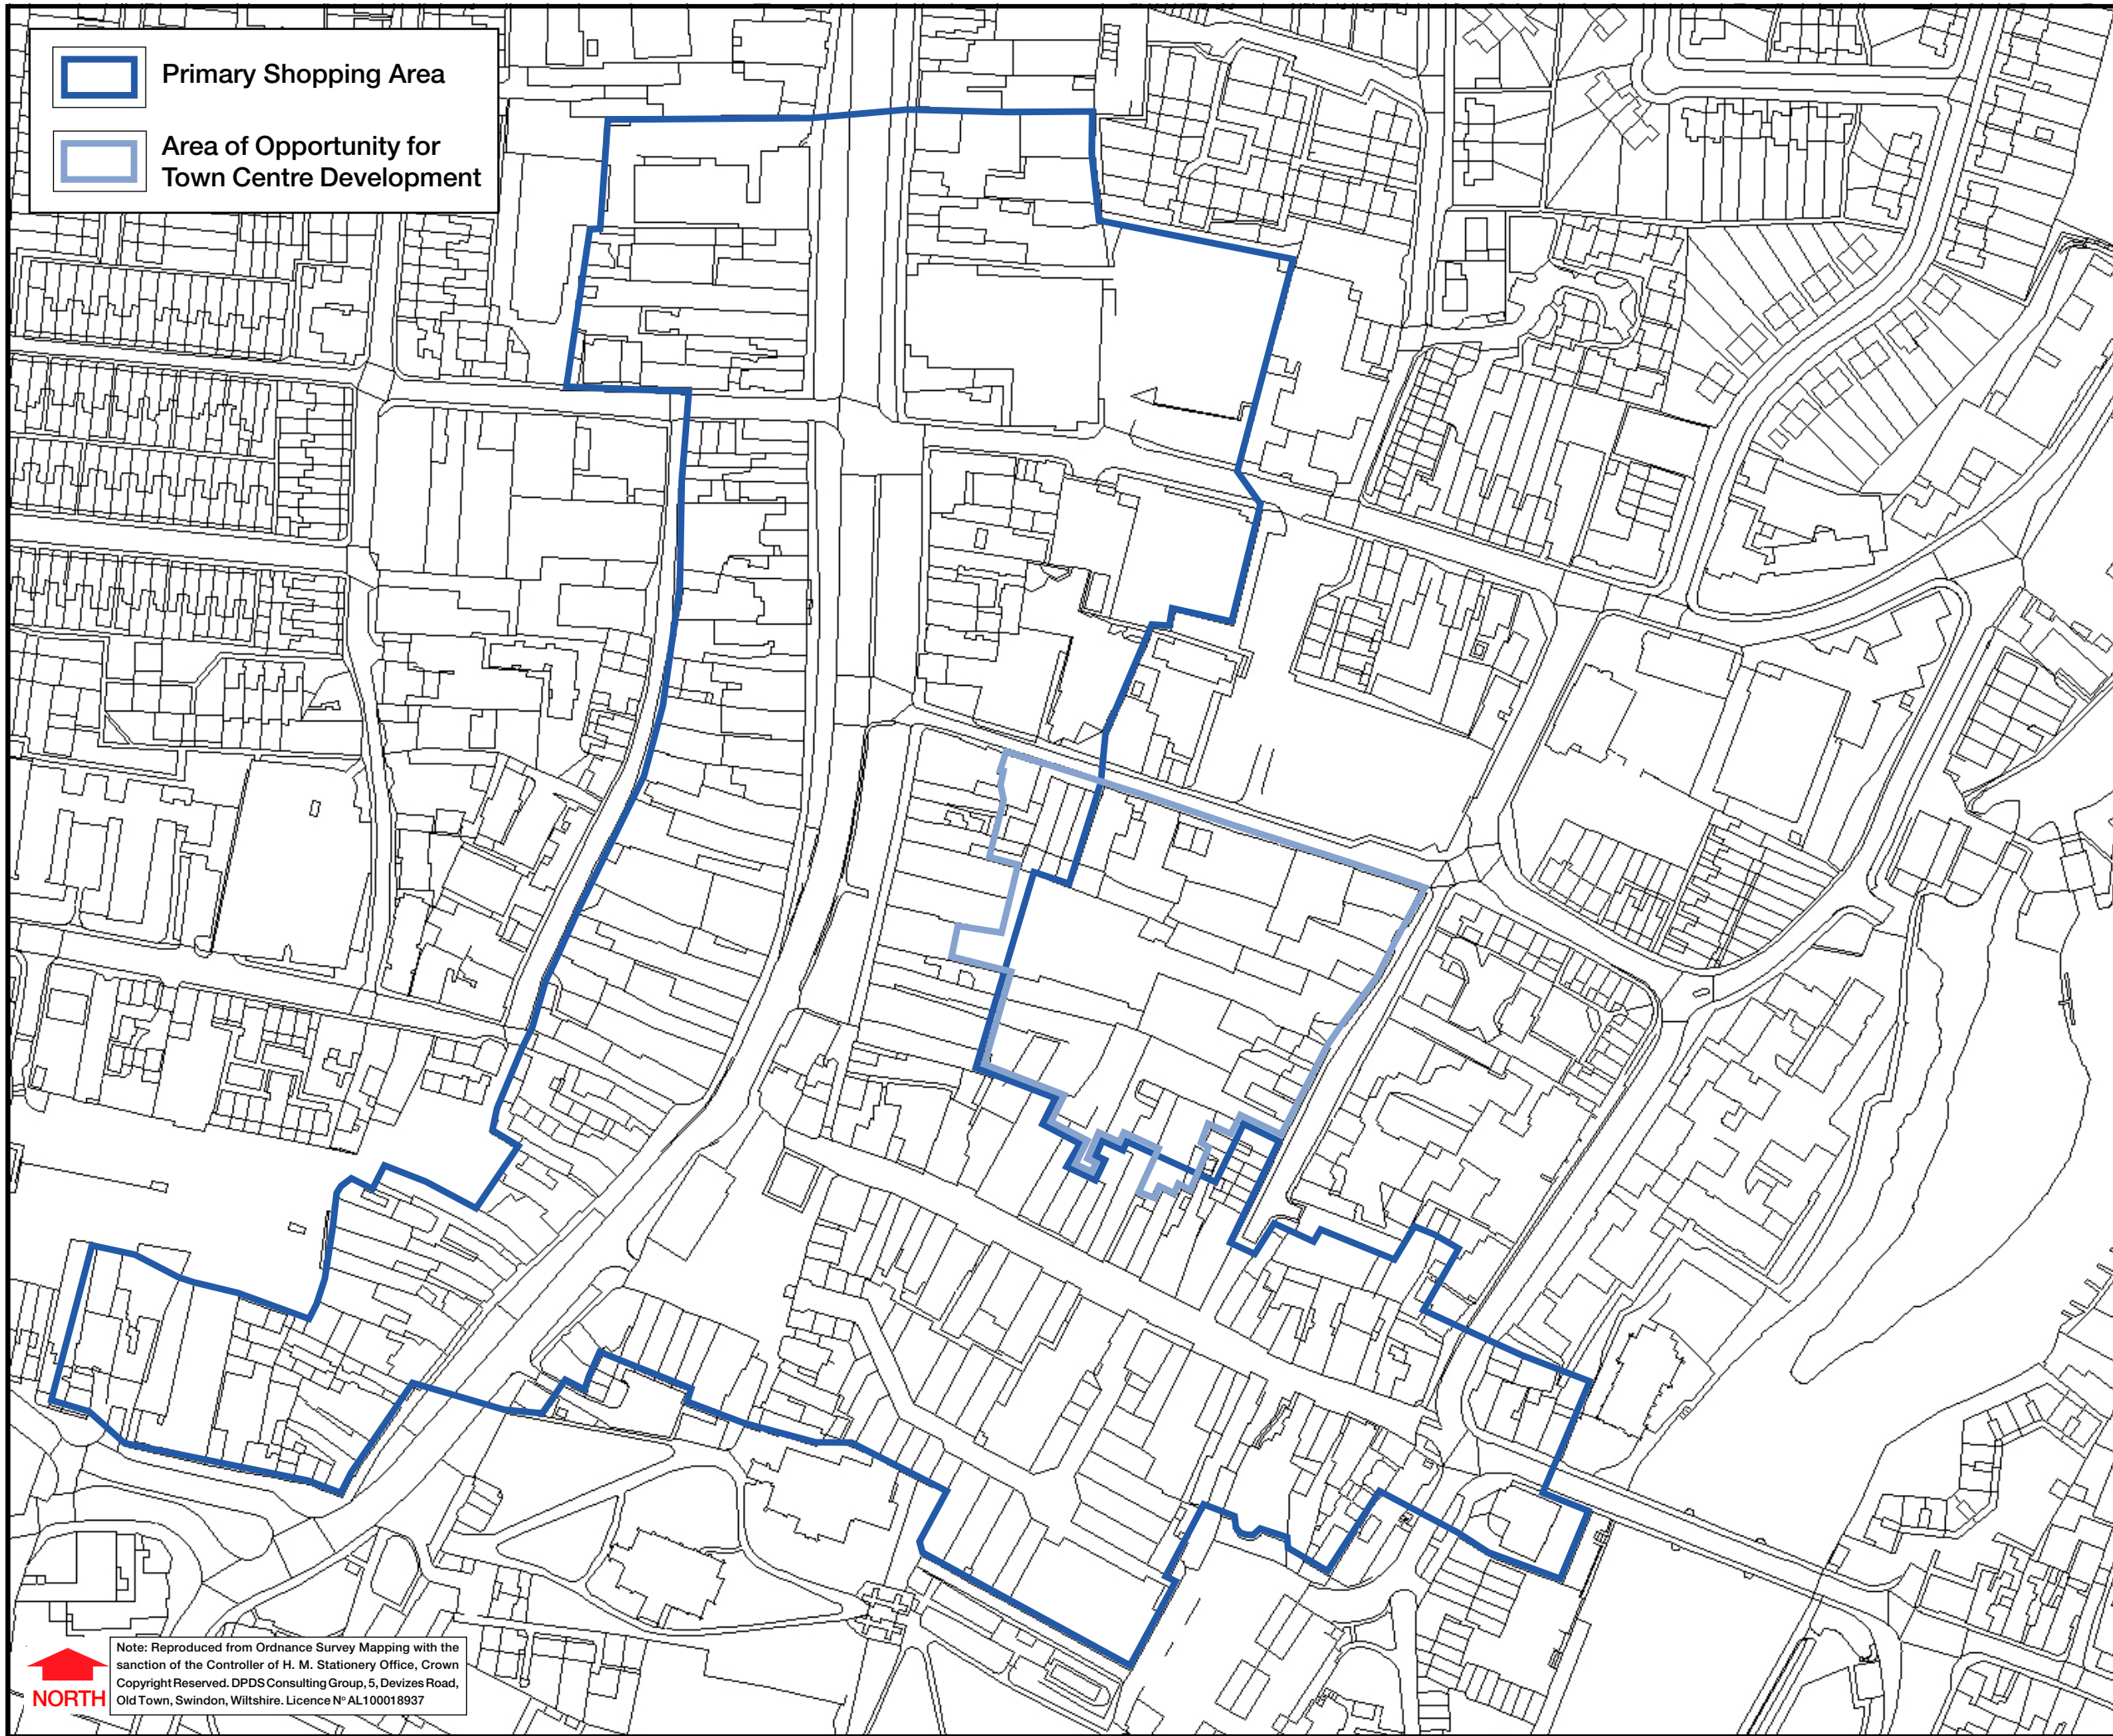 Primary Shopping Area
Area of Opportunity for
Town Centre Development
NORTH
Note: Reproduced from Ordnance Survey Mapping with the
sanction of the Controller of H. M. Stationery Office, Crown
Copyright Reserved. DPDS Consulting Group, 5, Devizes Road,
Old Town, Swindon, Wiltshire. Licence Nº AL100018937